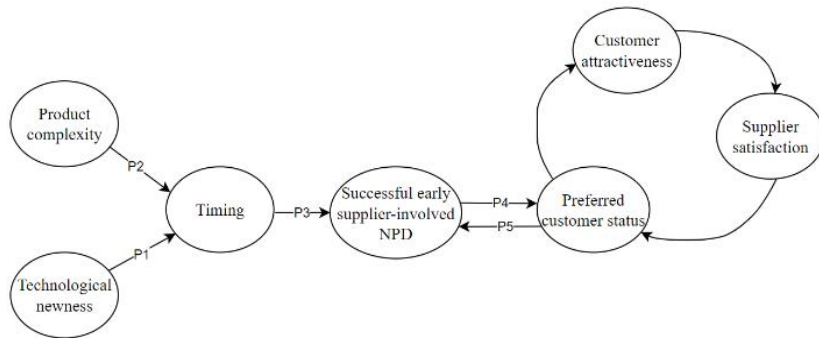 Customer
attractiveness
Product
complexity
Supplier
satisfaction
P2
Timing
P3
Successful early
supplier-involved
NPD
P4
P5
Preferred
customer status
P1
Technological
newness